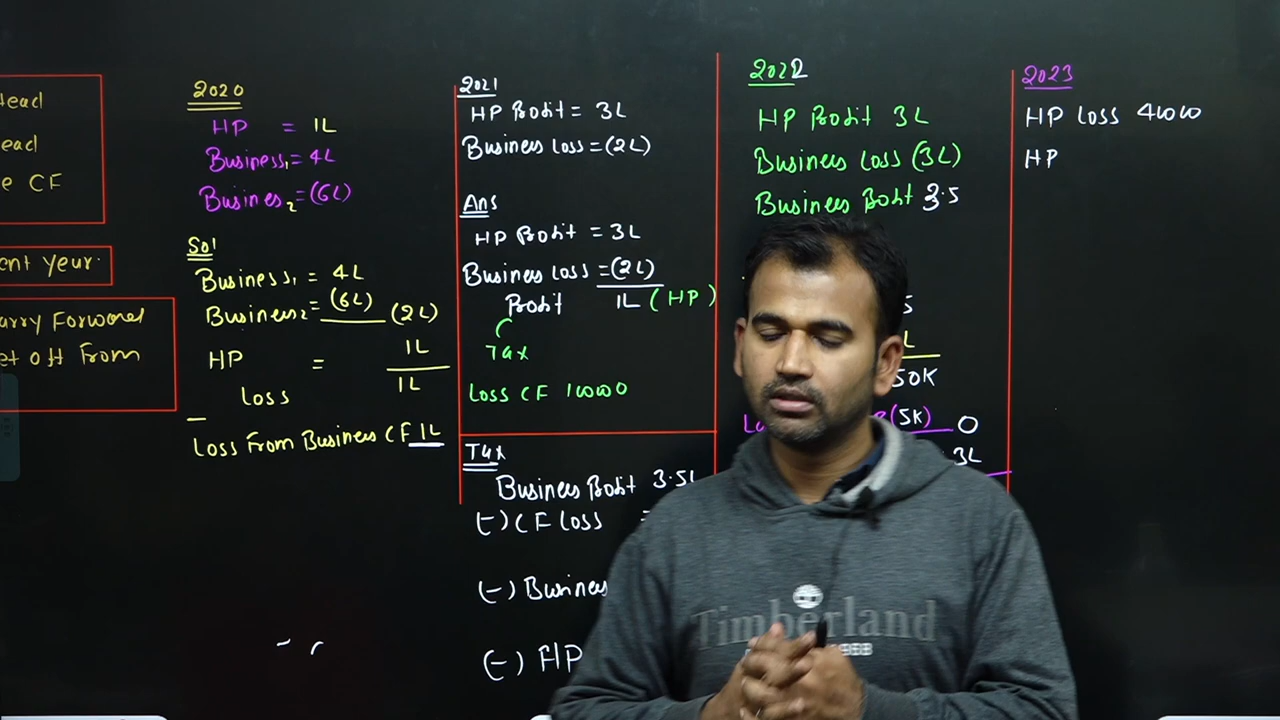 Head
ead
e CF
ent year.
arry Forward
et off From
2020
HP = 1L
Business1 = 4L
Busines2 = (6L)
Sol
Business1 = 4L
Business2 = (6L) (2L)
HP = 1L
Loss 1L
Loss From Business CF 1L
2021
HP Profit = 3L
Business Loss = (2L)
Ans
HP Profit = 3L
Business Loss = (2L)
Profit 1L (HP)
Tax
Loss CF 10000
Tax
Business Profit 3.5L
(-) CF Loss =
(-) Business
(-) HP
2022
HP Profit 3L
Business Loss (3L)
Business Profit 3.5
5
L
50K
(5K) 0
3L
2023
HP Loss 40000
HP
Timberland